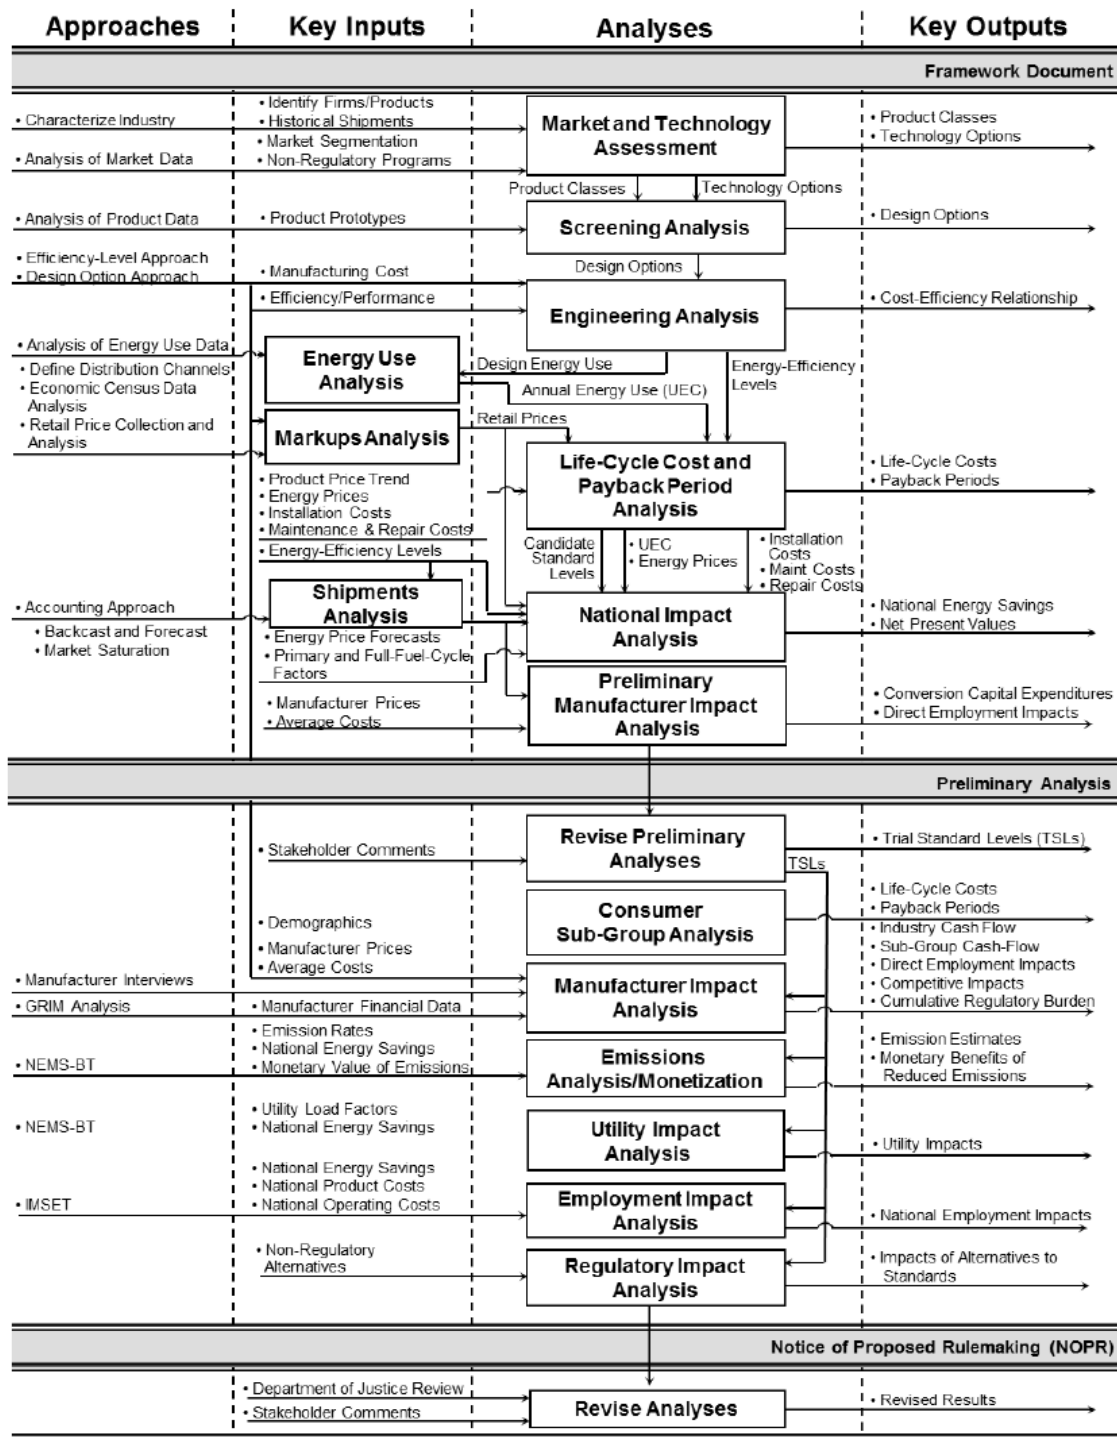 Approaches
Key Inputs
Analyses
Key Outputs
Framework Document
• Characterize Industry
• Analysis of Market Data
• Identify Firms/Products
• Historical Shipments
• Market Segmentation
• Non-Regulatory Programs
Market and Technology
Assessment
• Product Classes
• Technology Options
Product Classes
Technology Options
• Analysis of Product Data
• Product Prototypes
Screening Analysis
• Design Options
• Efficiency-Level Approach
• Design Option Approach
Design Options
• Manufacturing Cost
• Efficiency/Performance
Engineering Analysis
• Cost-Efficiency Relationship
• Analysis of Energy Use Data
• Define Distribution Channels
• Economic Census Data
Analysis
• Retail Price Collection and
Analysis
Energy Use
Analysis
Design Energy Use
Energy-Efficiency
Levels
Annual Energy Use (UEC)
Markups Analysis
Retail Prices
• Product Price Trend
• Energy Prices
• Installation Costs
• Maintenance & Repair Costs
• Energy-Efficiency Levels
Life-Cycle Cost and
Payback Period
Analysis
• Life-Cycle Costs
• Payback Periods
Candidate
Standard
Levels
• UEC
• Energy Prices
• Installation
Costs
• Maint Costs
• Repair Costs
• Accounting Approach
• Backcast and Forecast
• Market Saturation
Shipments
Analysis
• Energy Price Forecasts
• Primary and Full-Fuel-Cycle
Factors
National Impact
Analysis
• National Energy Savings
• Net Present Values
• Manufacturer Prices
• Average Costs
Preliminary
Manufacturer Impact
Analysis
• Conversion Capital Expenditures
• Direct Employment Impacts
Preliminary Analysis
• Stakeholder Comments
Revise Preliminary
Analyses
TSLs
• Trial Standard Levels (TSLs)
• Demographics
Consumer
Sub-Group Analysis
• Life-Cycle Costs
• Payback Periods
• Industry Cash Flow
• Sub-Group Cash-Flow
• Direct Employment Impacts
• Competitive Impacts
• Cumulative Regulatory Burden
• Manufacturer Interviews
• GRIM Analysis
• Manufacturer Prices
• Average Costs
• Manufacturer Financial Data
Manufacturer Impact
Analysis
• NEMS-BT
• Emission Rates
• National Energy Savings
• Monetary Value of Emissions
Emissions
Analysis/Monetization
• Emission Estimates
• Monetary Benefits of
Reduced Emissions
• NEMS-BT
• Utility Load Factors
• National Energy Savings
Utility Impact
Analysis
• Utility Impacts
• IMSET
• National Energy Savings
• National Product Costs
• National Operating Costs
Employment Impact
Analysis
• National Employment Impacts
• Non-Regulatory
Alternatives
Regulatory Impact
Analysis
• Impacts of Alternatives to
Standards
Notice of Proposed Rulemaking (NOPR)
• Department of Justice Review
• Stakeholder Comments
Revise Analyses
• Revised Results